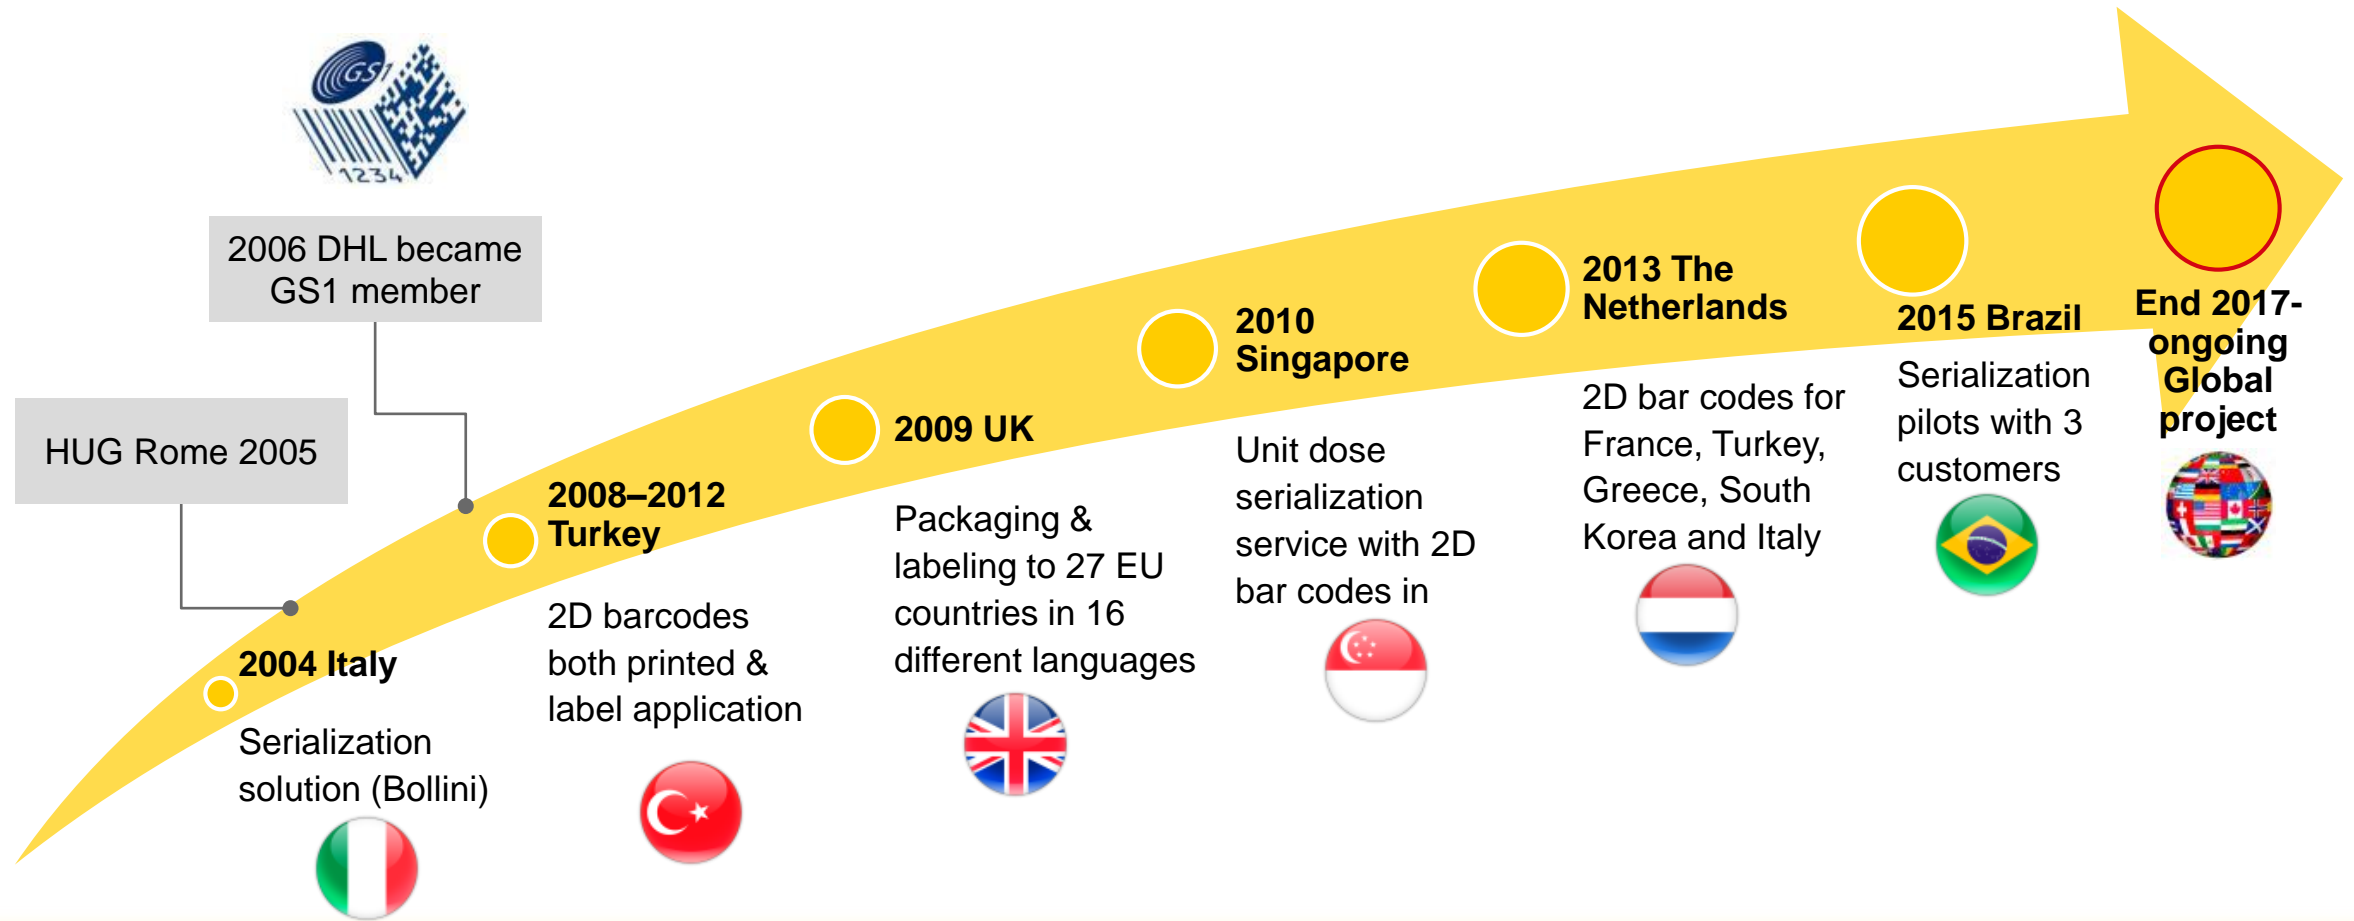 GS1
1234
2006 DHL became
GS1 member
HUG Rome 2005
2004 Italy
Serialization
solution (Bollini)
2008–2012
Turkey
2D barcodes
both printed &
label application
2009 UK
Packaging &
labeling to 27 EU
countries in 16
different languages
2010
Singapore
Unit dose
serialization
service with 2D
bar codes in
2013 The
Netherlands
2D bar codes for
France, Turkey,
Greece, South
Korea and Italy
2015 Brazil
Serialization
pilots with 3
customers
End 2017-
ongoing
Global
project